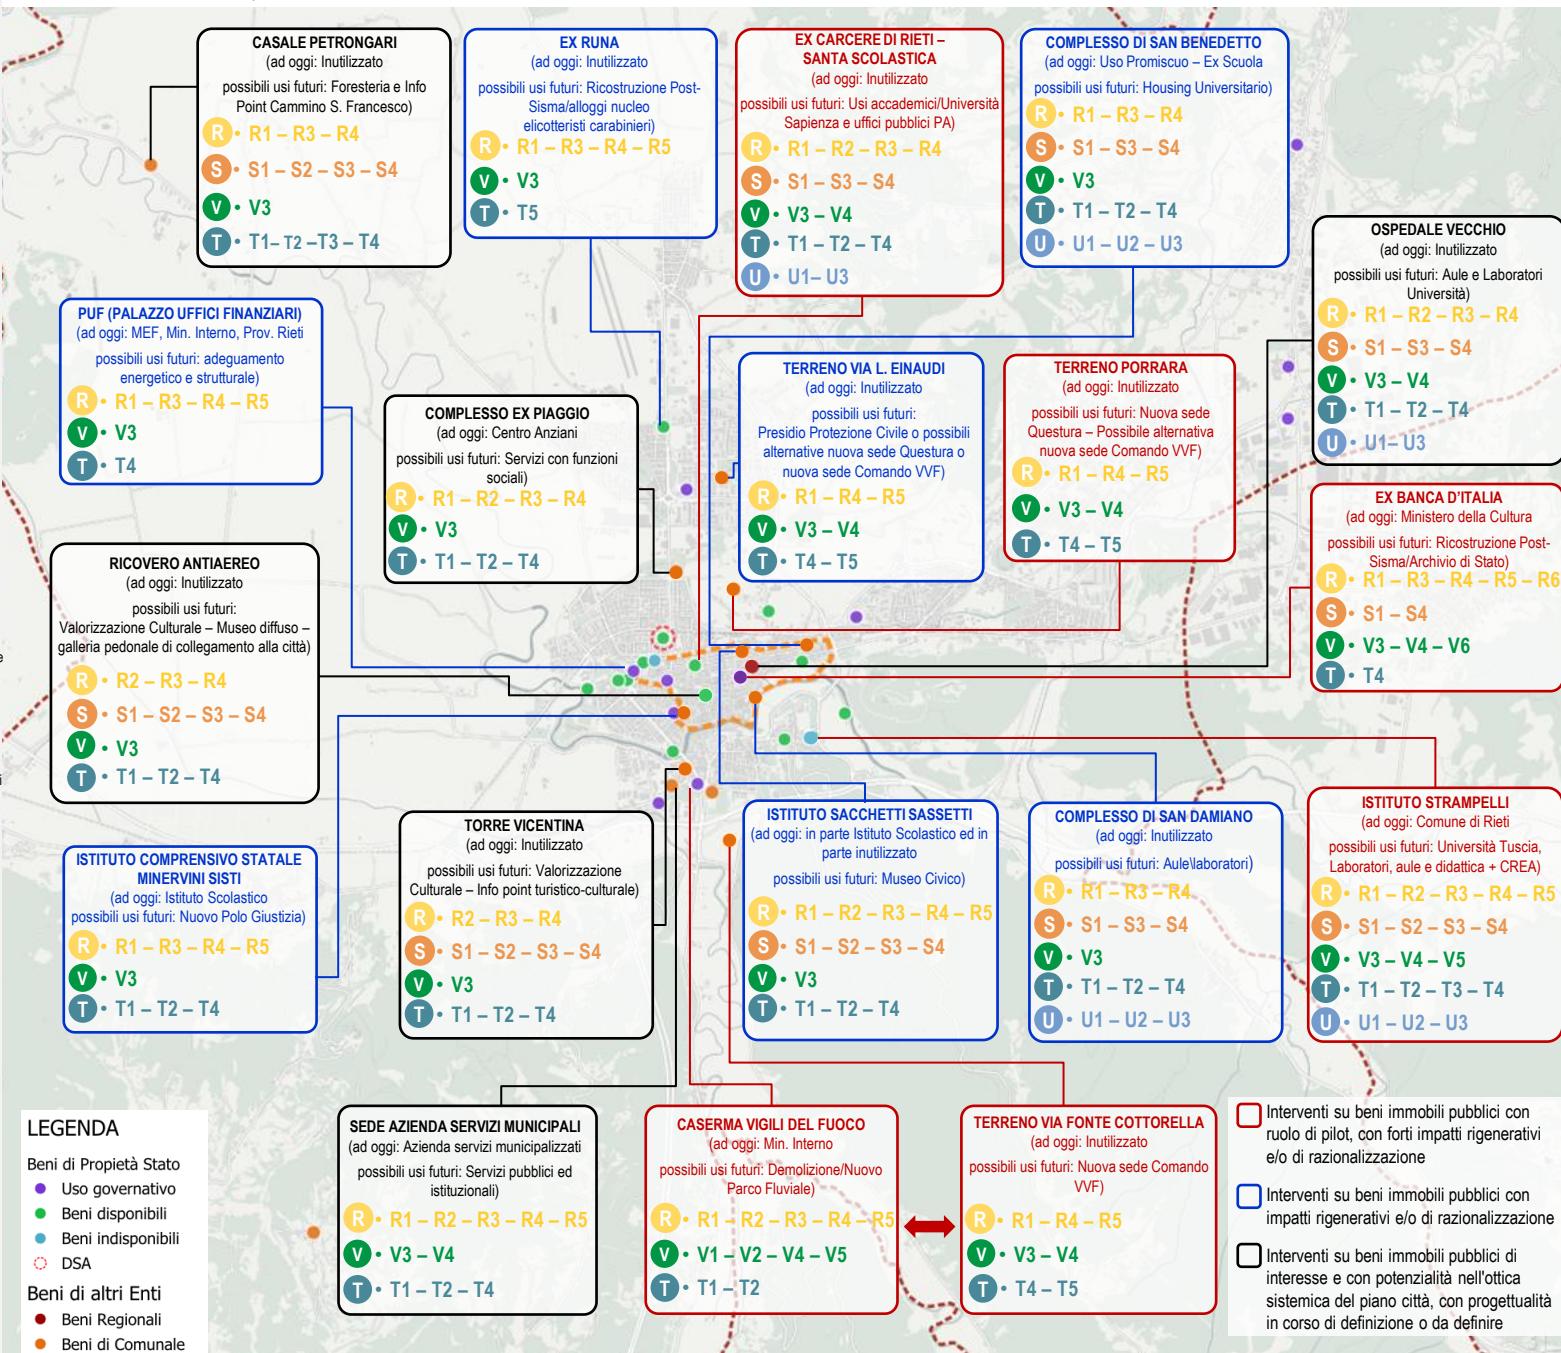 CASALE PETRONGARI
(ad oggi: Inutilizzato
possibili usi futuri: Foresteria e Info
Point Cammino S. Francesco)
R • R1 – R3 – R4
S • S1 – S2 – S3 – S4
V • V3
T • T1– T2 –T3 – T4
EX RUNA
(ad oggi: Inutilizzato
possibili usi futuri: Ricostruzione Post-
Sisma/alloggi nucleo
elicotteristi carabinieri)
R • R1 – R3 – R4 – R5
V • V3
T • T5
EX CARCERE DI RIETI –
SANTA SCOLASTICA
(ad oggi: Inutilizzato
possibili usi futuri: Usi accademici/Università
Sapienza e uffici pubblici PA)
R • R1 – R2 – R3 – R4
S • S1 – S3 – S4
V • V3 – V4
T • T1 – T2 – T4
U • U1– U3
COMPLESSO DI SAN BENEDETTO
(ad oggi: Uso Promiscuo – Ex Scuola
possibili usi futuri: Housing Universitario)
R • R1 – R3 – R4
S • S1 – S3 – S4
V • V3
T • T1 – T2 – T4
U • U1 – U2 – U3
OSPEDALE VECCHIO
(ad oggi: Inutilizzato
possibili usi futuri: Aule e Laboratori
Università)
R • R1 – R2 – R3 – R4
S • S1 – S3 – S4
V • V3 – V4
T • T1 – T2 – T4
U • U1– U3
PUF (PALAZZO UFFICI FINANZIARI)
(ad oggi: MEF, Min. Interno, Prov. Rieti
possibili usi futuri: adeguamento
energetico e strutturale)
R • R1 – R3 – R4 – R5
V • V3
T • T4
COMPLESSO EX PIAGGIO
(ad oggi: Centro Anziani
possibili usi futuri: Servizi con funzioni
sociali)
R • R1 – R2 – R3 – R4
V • V3
T • T1 – T2 – T4
TERRENO VIA L. EINAUDI
(ad oggi: Inutilizzato
possibili usi futuri:
Presidio Protezione Civile o possibili
alternative nuova sede Questura o
nuova sede Comando VVF)
R • R1 – R4 – R5
V • V3 – V4
T • T4 – T5
TERRENO PORRARA
(ad oggi: Inutilizzato
possibili usi futuri: Nuova sede
Questura – Possibile alternativa
nuova sede Comando VVF)
R • R1 – R4 – R5
V • V3 – V4
T • T4 – T5
EX BANCA D'ITALIA
(ad oggi: Ministero della Cultura
possibili usi futuri: Ricostruzione Post-
Sisma/Archivio di Stato)
R • R1 – R3 – R4 – R5 – R6
S • S1 – S4
V • V3 – V4 – V6
T • T4
RICOVERO ANTIAEREO
(ad oggi: Inutilizzato
possibili usi futuri:
Valorizzazione Culturale – Museo diffuso –
galleria pedonale di collegamento alla città)
R • R2 – R3 – R4
S • S1 – S2 – S3 – S4
V • V3
T • T1 – T2 – T4
ISTITUTO COMPRENSIVO STATALE
MINERVINI SISTI
(ad oggi: Istituto Scolastico
possibili usi futuri: Nuovo Polo Giustizia)
R • R1 – R3 – R4 – R5
V • V3
T • T1 – T2 – T4
TORRE VICENTINA
(ad oggi: Inutilizzato
possibili usi futuri: Valorizzazione
Culturale – Info point turistico-culturale)
R • R2 – R3 – R4
S • S1 – S2 – S3 – S4
V • V3
T • T1 – T2 – T4
ISTITUTO SACCHETTI SASSETTI
(ad oggi: in parte Istituto Scolastico ed in
parte inutilizzato
possibili usi futuri: Museo Civico)
R • R1 – R2 – R3 – R4 – R5
S • S1 – S2 – S3 – S4
V • V3
T • T1 – T2 – T4
COMPLESSO DI SAN DAMIANO
(ad oggi: Inutilizzato
possibili usi futuri: Aule\laboratori)
R • R1 – R3 – R4
S • S1 – S3 – S4
V • V3
T • T1 – T2 – T4
U • U1 – U2 – U3
ISTITUTO STRAMPELLI
(ad oggi: Comune di Rieti
possibili usi futuri: Università Tuscia,
Laboratori, aule e didattica + CREA)
R • R1 – R2 – R3 – R4 – R5
S • S1 – S2 – S3 – S4
V • V3 – V4 – V5
T • T1 – T2 – T3 – T4
U • U1 – U2 – U3
SEDE AZIENDA SERVIZI MUNICIPALI
(ad oggi: Azienda servizi municipalizzati
possibili usi futuri: Servizi pubblici ed
istituzionali)
R • R1 – R2 – R3 – R4 – R5
V • V3 – V4
T • T1 – T2 – T4
CASERMA VIGILI DEL FUOCO
(ad oggi: Min. Interno
possibili usi futuri: Demolizione/Nuovo
Parco Fluviale)
R • R1 – R2 – R3 – R4 – R5
V • V1 – V2 – V4 – V5
T • T1 – T2
TERRENO VIA FONTE COTTORELLA
(ad oggi: Inutilizzato
possibili usi futuri: Nuova sede Comando
VVF)
R • R1 – R4 – R5
V • V3 – V4
T • T4 – T5
LEGENDA
Beni di Propietà Stato
Uso governativo
Beni disponibili
Beni indisponibili
DSA
Beni di altri Enti
Beni Regionali
Beni di Comunale
Interventi su beni immobili pubblici con
ruolo di pilot, con forti impatti rigenerativi
e/o di razionalizzazione
Interventi su beni immobili pubblici con
impatti rigenerativi e/o di razionalizzazione
Interventi su beni immobili pubblici di
interesse e con potenzialità nell'ottica
sistemica del piano città, con progettualità
in corso di definizione o da definire